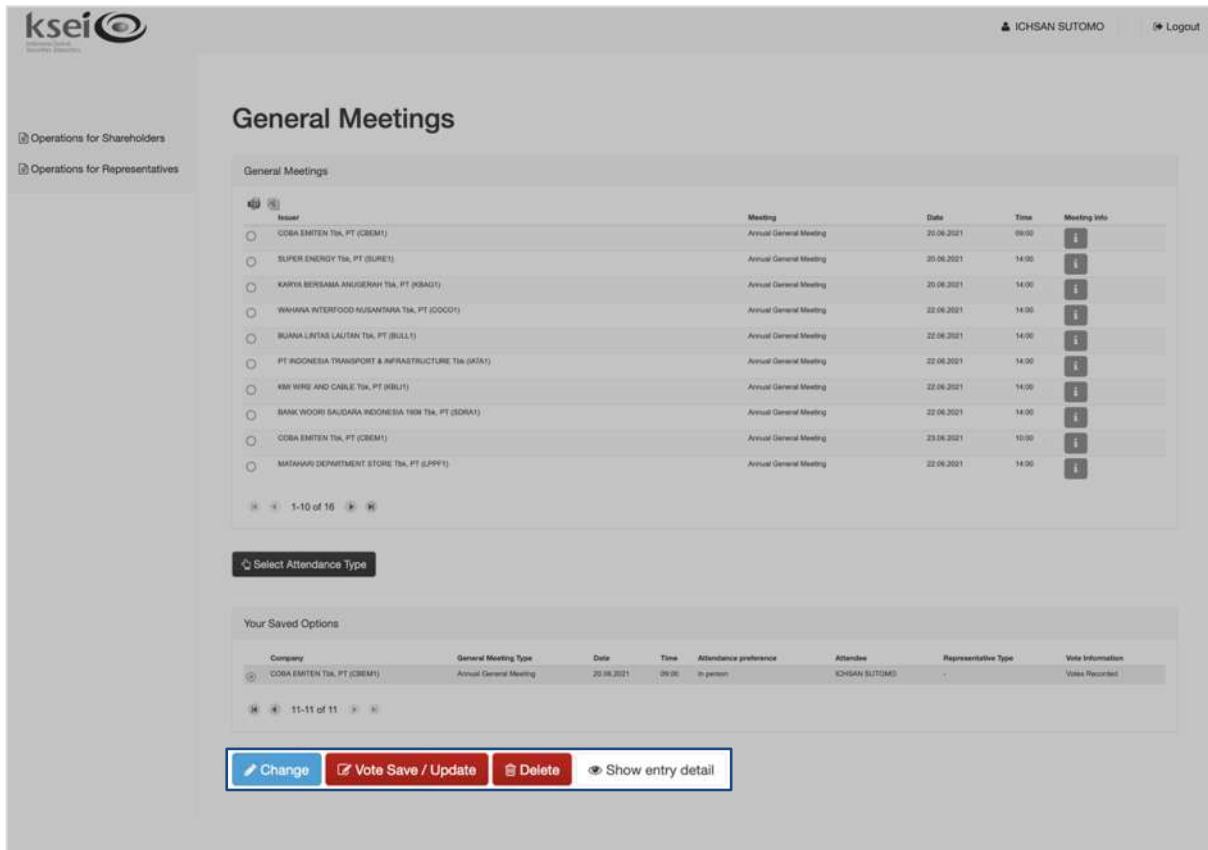 ksei
ICHSAN SUTOMO Logout
Operations for Shareholders
Operations for Representatives
General Meetings
General Meetings
Issuer Meeting Date Time Meeting Info
COBA EMITEN Tbk, PT (CBEM1) Annual General Meeting 20.06.2021 09:00
SUPER ENERGY Tbk, PT (SURE1) Annual General Meeting 20.06.2021 14:00
KARYA BERSAMA ANUGERAH Tbk, PT (KBAG1) Annual General Meeting 20.06.2021 14:00
WAHANA INTERFOOD NUSANTARA Tbk, PT (COCO1) Annual General Meeting 22.06.2021 14:00
BUANA LINTAS LAUTAN Tbk, PT (BULL1) Annual General Meeting 22.06.2021 14:00
PT INDONESIA TRANSPORT & INFRASTRUCTURE Tbk (IATA1) Annual General Meeting 22.06.2021 14:00
KMI WIRE AND CABLE Tbk, PT (KBLI1) Annual General Meeting 22.06.2021 14:00
BANK WOORI SAUDARA INDONESIA 1906 Tbk, PT (SDRA1) Annual General Meeting 22.06.2021 14:00
COBA EMITEN Tbk, PT (CBEM1) Annual General Meeting 23.06.2021 10:00
MATAHARI DEPARTMENT STORE Tbk, PT (LPPF1) Annual General Meeting 22.06.2021 14:00
1-10 of 16
Select Attendance Type
Your Saved Options
Company General Meeting Type Date Time Attendance preference Attendee Representative Type Vote Information
COBA EMITEN Tbk, PT (CBEM1) Annual General Meeting 20.06.2021 09:00 In person ICHSAN SUTOMO - Votes Recorded
11-11 of 11
Change Vote Save / Update Delete Show entry detail